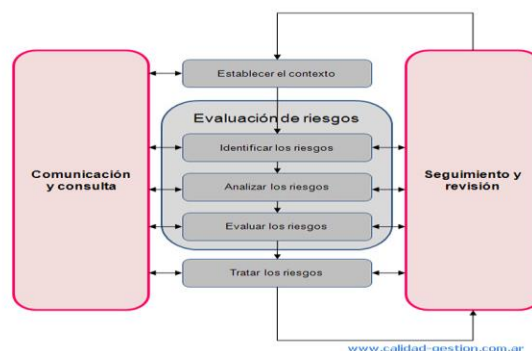 Establecer el contexto
Evaluación de riesgos
Identificar los riesgos
Comunicación
y consulta
Analizar los riesgos
Seguimiento y
revisión
Evaluar los riesgos
Tratar los riesgos
www.calidad-gestion.com.ar